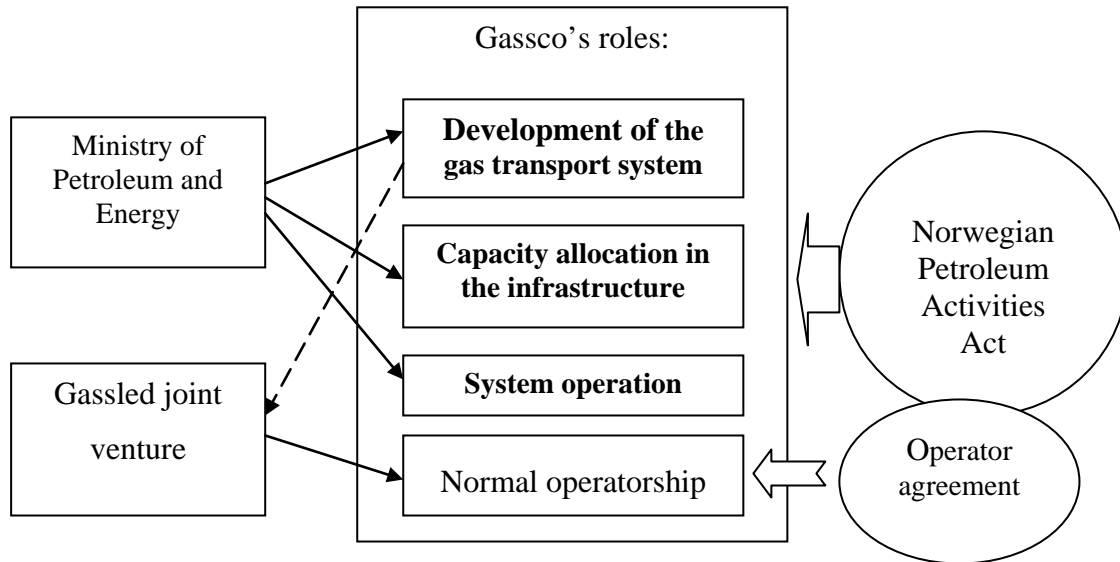 Gassco’s roles:
Ministry of
Petroleum and
Energy
Development of the
gas transport system
Capacity allocation in
the infrastructure
System operation
Gassled joint
venture
Normal operatorship
Norwegian
Petroleum
Activities
Act
Operator
agreement